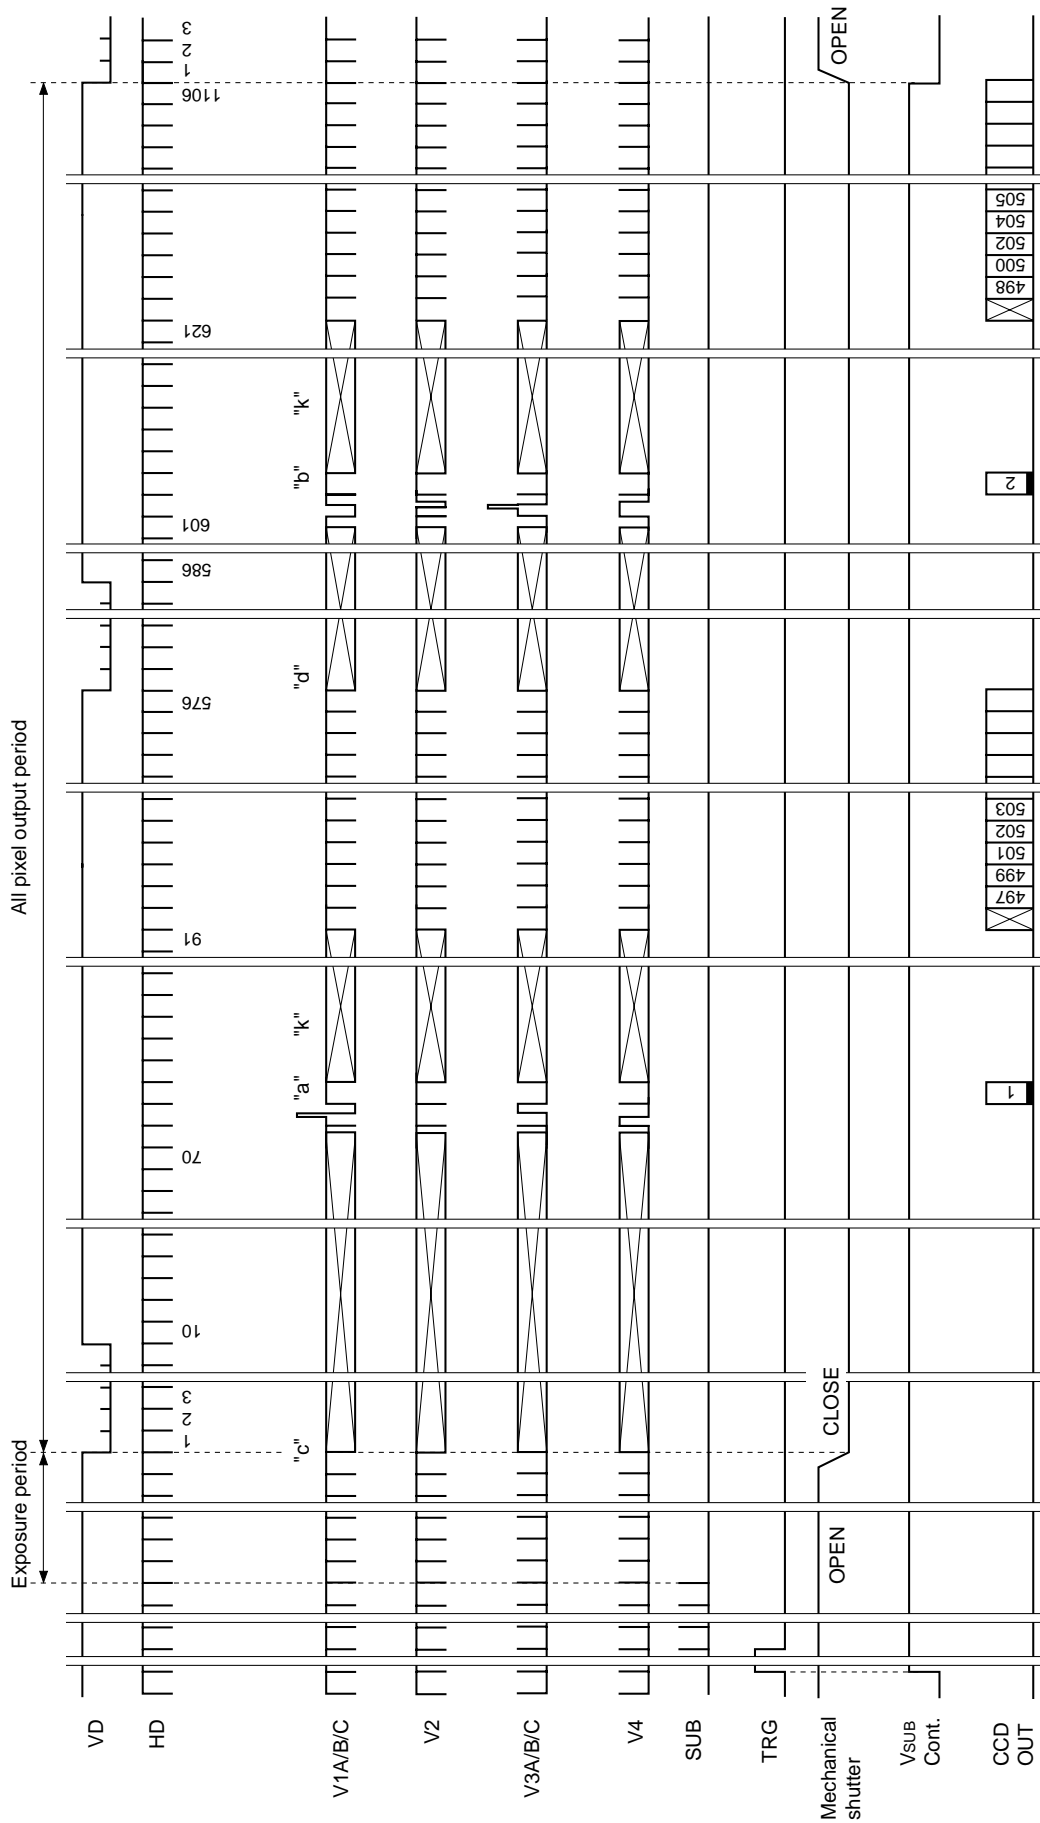 Exposure period
All pixel output period
VD
HD
1
2
3
10
70
91
576
586
601
621
1106
1
2
3
"c"
"a"
"k"
"d"
"b"
"k"
V1A/B/C
V2
V3A/B/C
V4
SUB
TRG
Mechanical
shutter
OPEN
CLOSE
OPEN
VSUB
Cont.
CCD
OUT
1
497
499
501
502
503
2
498
500
502
504
505